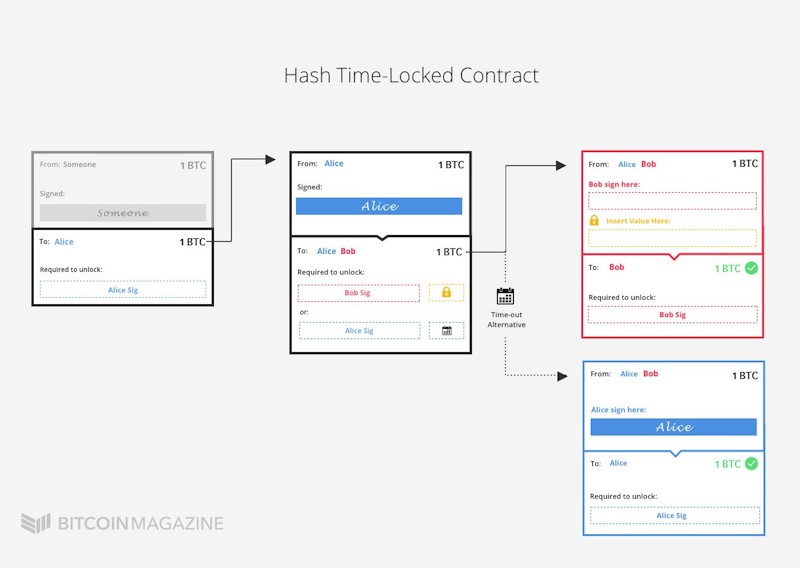 Hash Time-Locked Contract
From: Someone 1 BTC
Signed:
Someone
To: Alice 1 BTC
Required to unlock:
Alice Sig
From: Alice 1 BTC
Signed:
Alice
To: Alice Bob 1 BTC
Required to unlock:
Bob Sig
or:
Alice Sig
Time-out
Alternative
From: Alice Bob 1 BTC
Bob sign here:
Insert Value Here:
To: Bob 1 BTC
Required to unlock:
Bob Sig
From: Alice Bob 1 BTC
Alice sign here:
Alice
To: Alice 1 BTC
Required to unlock:
Alice Sig
BITCOINMAGAZINE